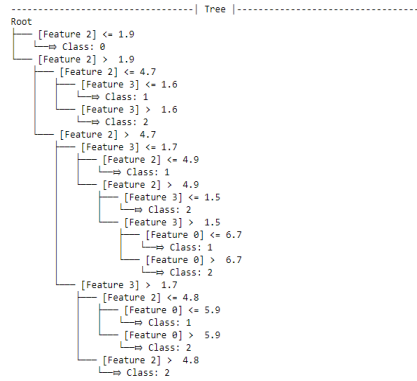 | Tree |
Root
[Feature 2] <= 1.9
Class: 0
[Feature 2] > 1.9
[Feature 2] <= 4.7
[Feature 3] <= 1.6
Class: 1
[Feature 3] > 1.6
Class: 2
[Feature 2] > 4.7
[Feature 3] <= 1.7
[Feature 2] <= 4.9
Class: 1
[Feature 2] > 4.9
[Feature 3] <= 1.5
Class: 2
[Feature 3] > 1.5
[Feature 0] <= 6.7
Class: 1
[Feature 0] > 6.7
Class: 2
[Feature 3] > 1.7
[Feature 2] <= 4.8
[Feature 0] <= 5.9
Class: 1
[Feature 0] > 5.9
Class: 2
[Feature 2] > 4.8
Class: 2